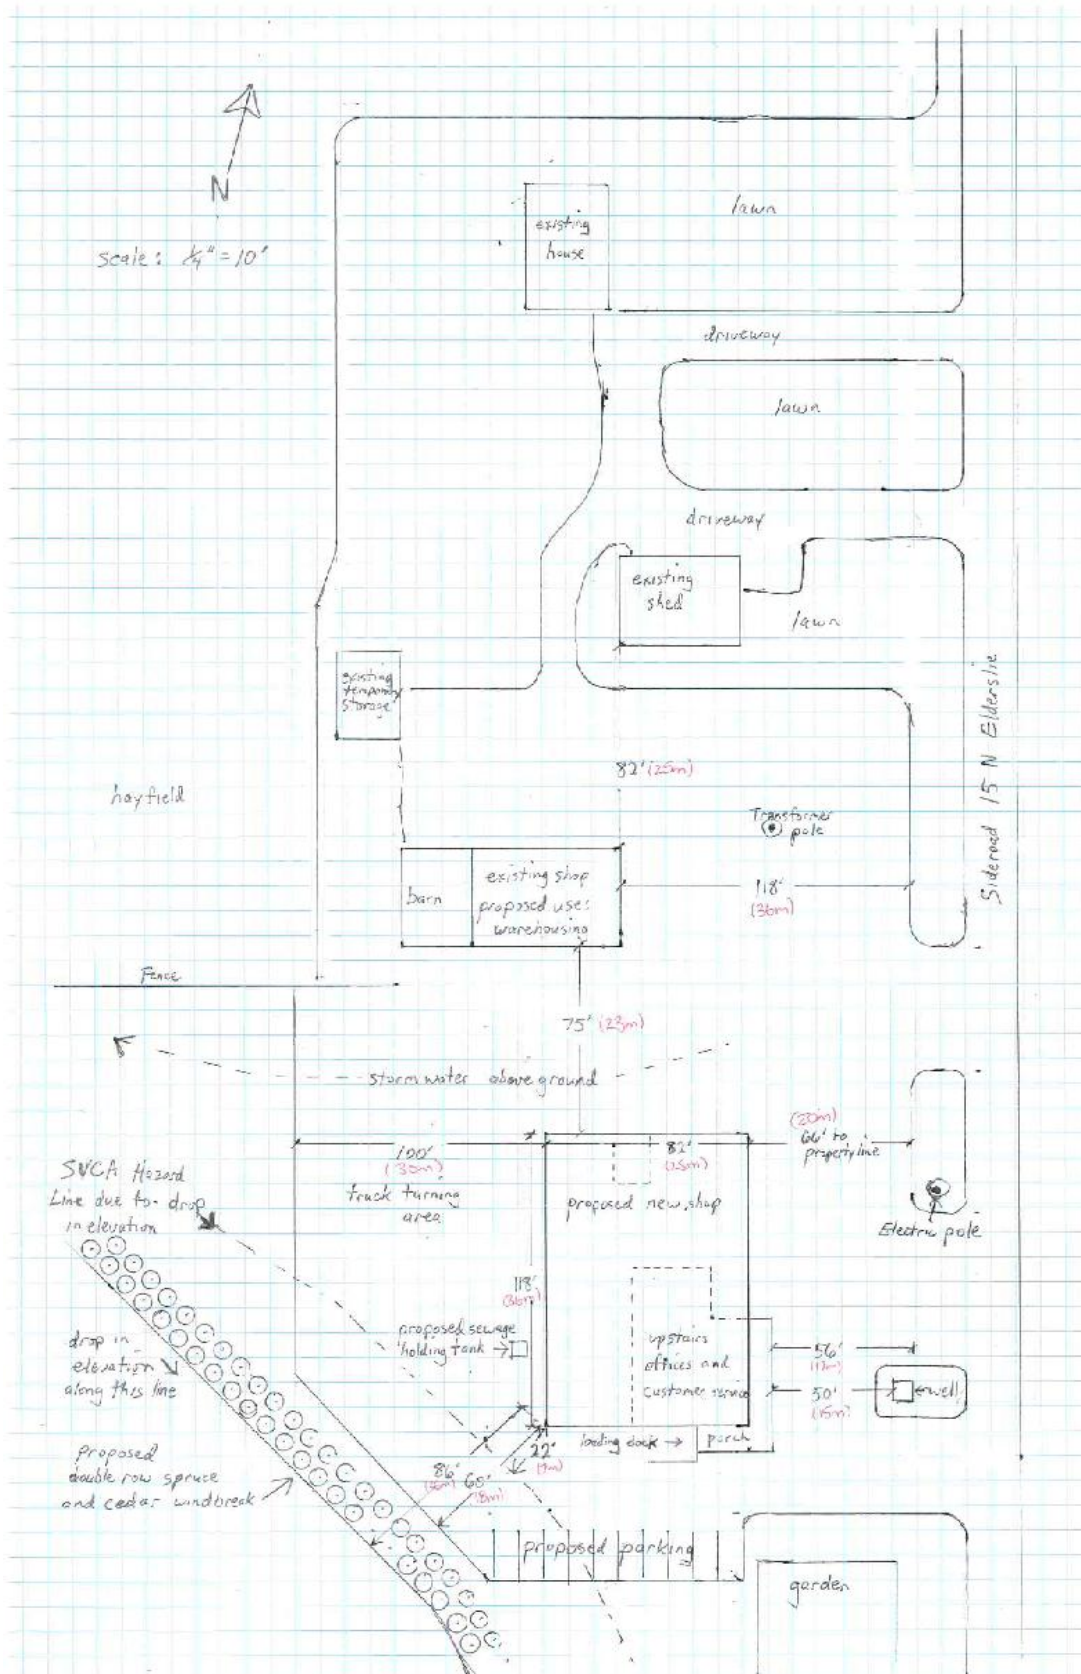 N
Scale: ¼" = 10'
existing
house
lawn
driveway
lawn
driveway
existing
shed
lawn
existing
temporary
storage
Sideroad 15 N Elderslie
82' (25m)
hayfield
Transformer
pole
barn
existing shop
proposed use:
warehousing
118'
(36m)
Fence
75' (23m)
stormwater above ground
(20m)
66' to
property line
100'
(30m)
truck turning
area
82'
(25m)
proposed new shop
SVCA Hazard
Line due to drop
in elevation
Electric pole
118'
(36m)
proposed sewage
holding tank
upstairs
offices and
customer service
drop in
elevation
along this line
56'
(17m)
50'
(15m)
well
loading dock
porch
22'
(7m)
86'
60'
(18m)
proposed
double row spruce
and cedar windbreak
proposed parking
garden